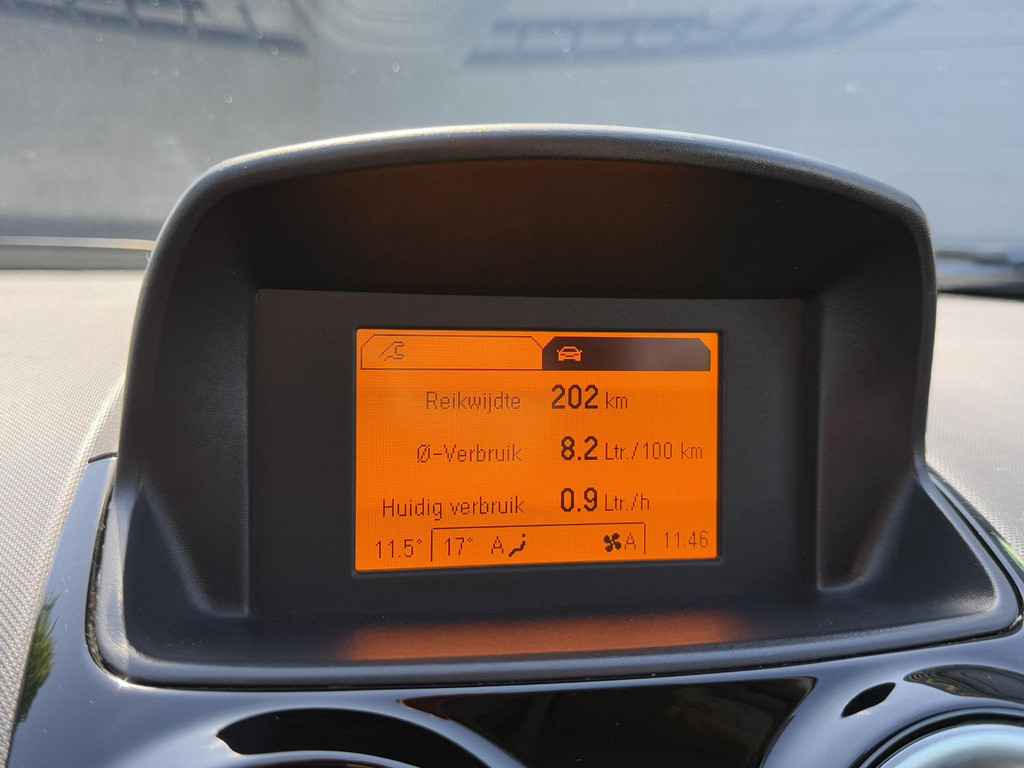 Reikwijdte 202 km
Ø-Verbruik 8.2 Ltr./100 km
Huidig verbruik 0.9 Ltr./h
11.5° 17° A A 11:46